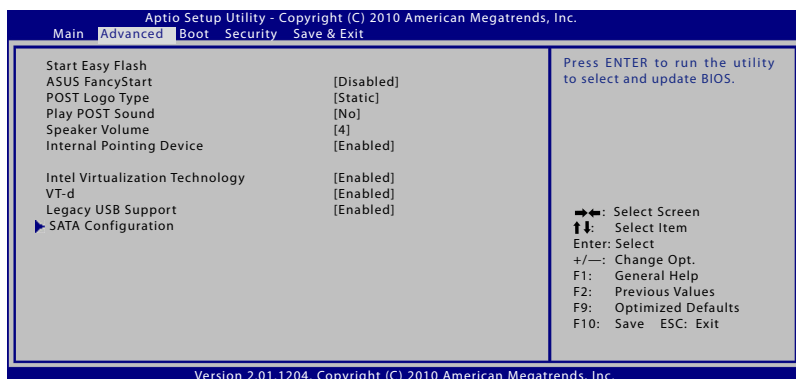 Aptio Setup Utility - Copyright (C) 2010 American Megatrends, Inc.
Main Advanced Boot Security Save & Exit
Start Easy Flash
ASUS FancyStart [Disabled]
POST Logo Type [Static]
Play POST Sound [No]
Speaker Volume [4]
Internal Pointing Device [Enabled]
Intel Virtualization Technology [Enabled]
VT-d [Enabled]
Legacy USB Support [Enabled]
SATA Configuration
Press ENTER to run the utility
to select and update BIOS.
→←: Select Screen
↑↓: Select Item
Enter: Select
+/—: Change Opt.
F1: General Help
F2: Previous Values
F9: Optimized Defaults
F10: Save ESC: Exit
Version 2.01.1204. Copyright (C) 2010 American Megatrends, Inc.